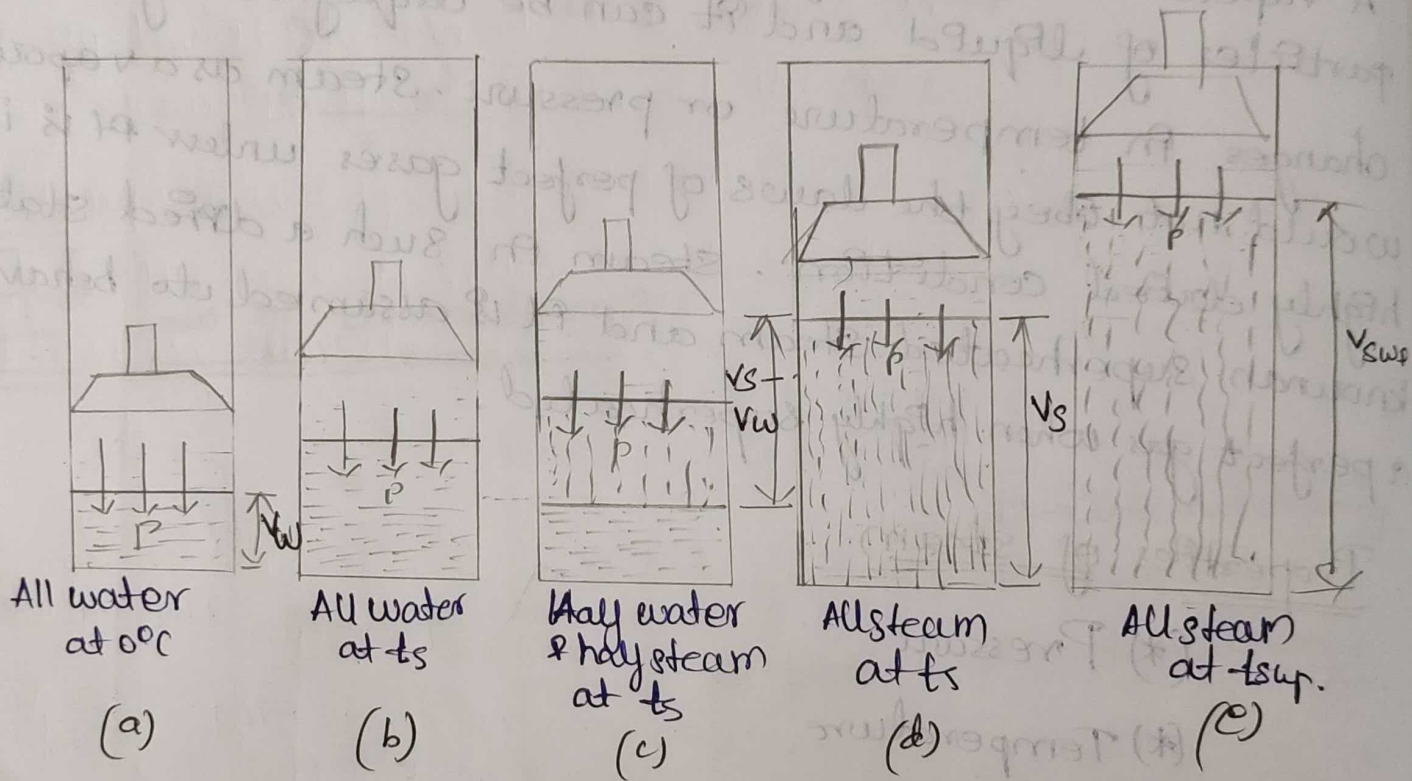 P
Vw
All water
at 0°C
(a)
P
All water
at ts
(b)
P
Vs
Vw
Half water
& half steam
at ts
(c)
P
Vs
All steam
at ts
(d)
P
Vsup
All steam
at tsup.
(e)